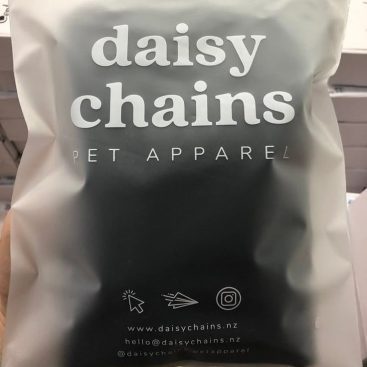 daisy
chains
PET APPAREL
www.daisychains.nz
hello@daisychains.nz